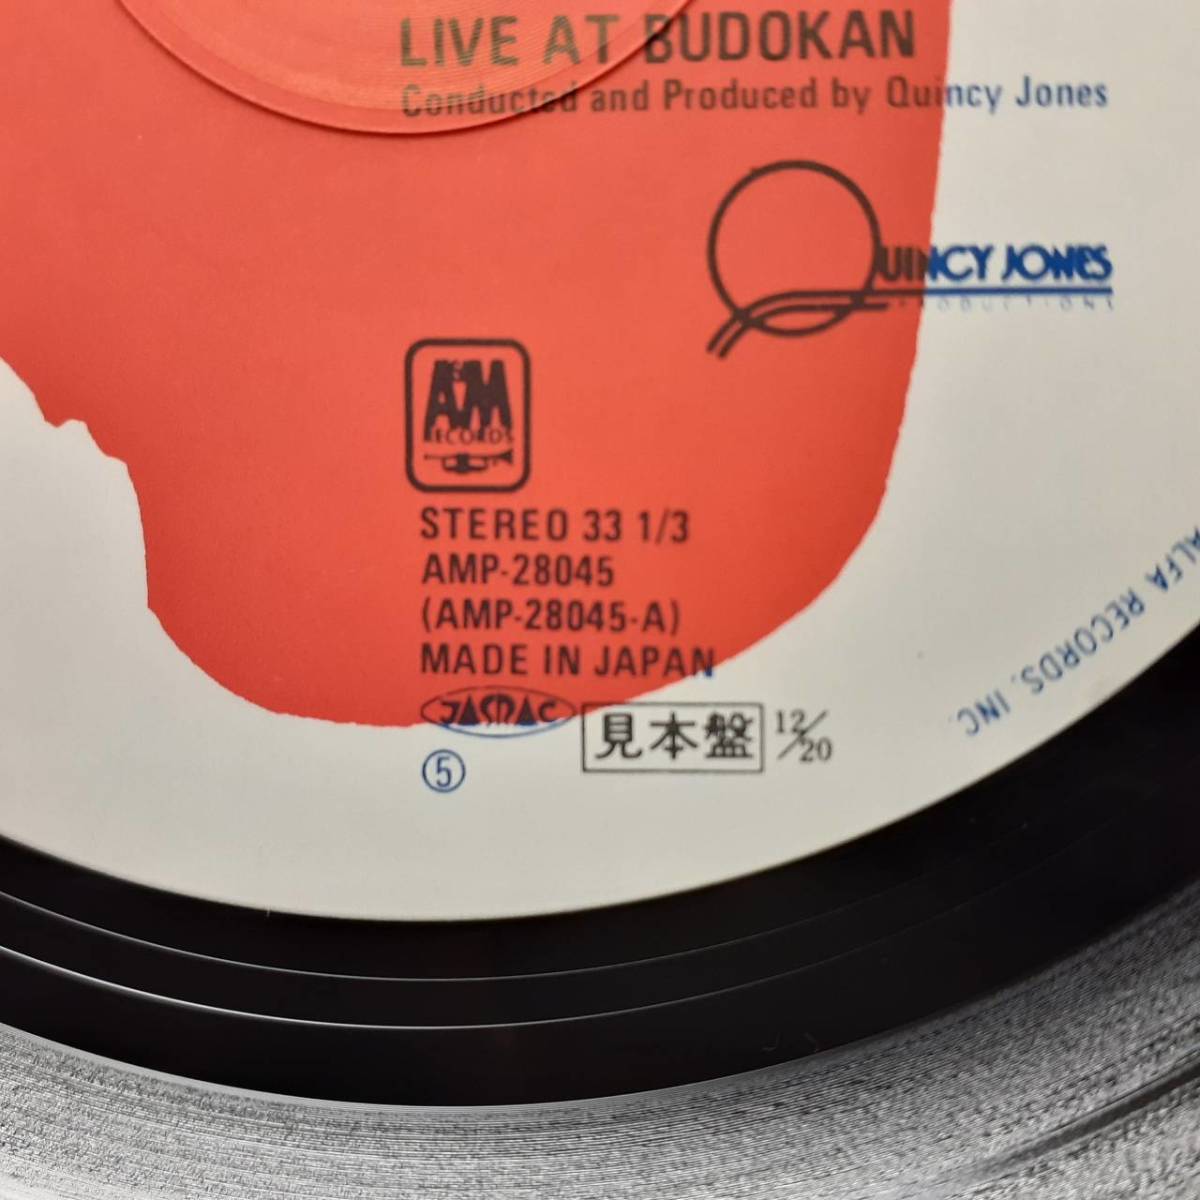 LIVE AT BUDOKAN
Conducted and Produced by Quincy Jones
QUINCY JONES
PRODUCTIONS
A&M
RECORDS
STEREO 33 1/3
AMP-28045
(AMP-28045-A)
MADE IN JAPAN
JASRAC
見本盤 12/20
⑤
ALFA RECORDS, INC.